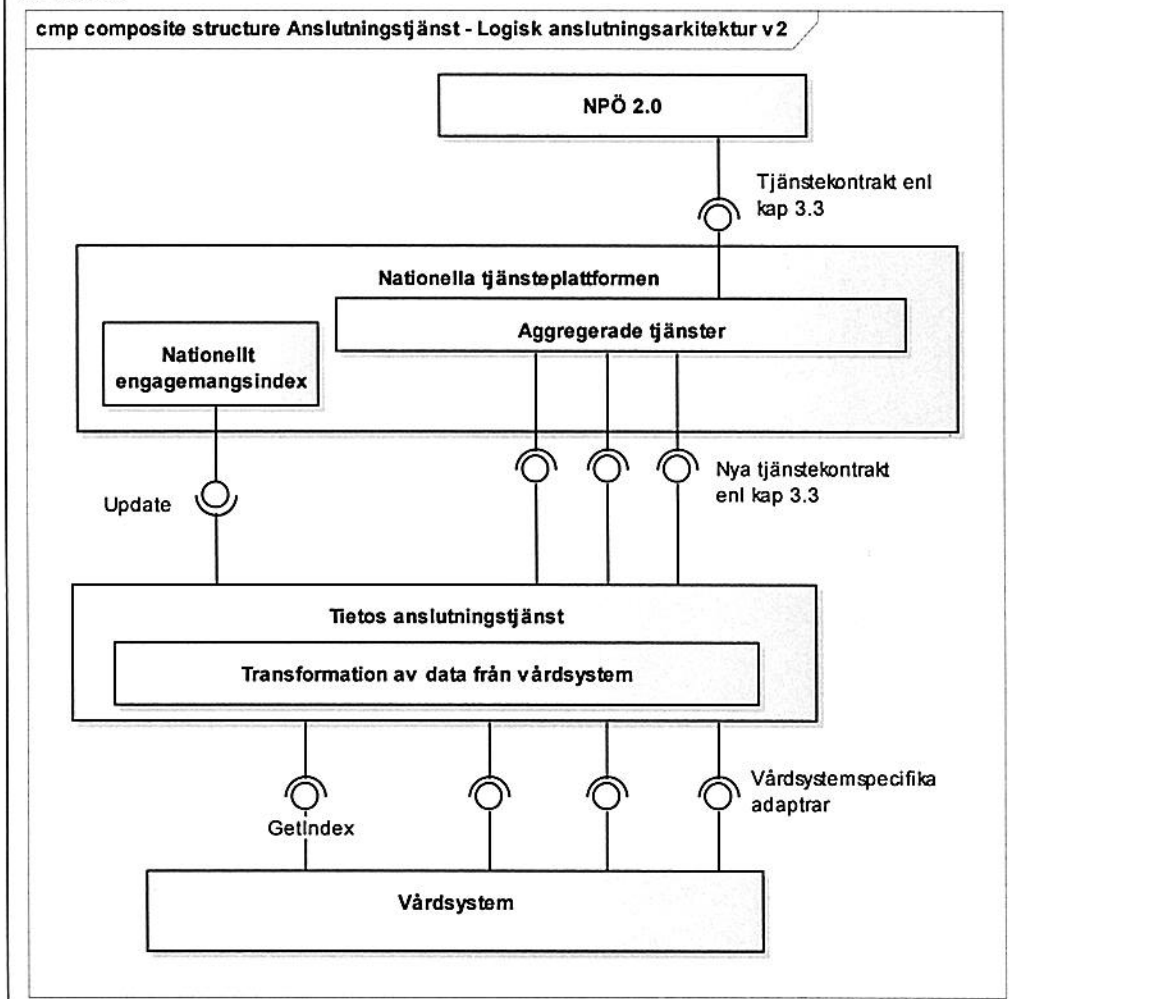 cmp composite structure Anslutningstjänst - Logisk anslutningsarkitektur v2
NPÖ 2.0
Tjänstekontrakt enl
kap 3.3
Nationella tjänsteplattformen
Aggregerade tjänster
Nationellt
engagemangsindex
Nya tjänstekontrakt
enl kap 3.3
Update
Tietos anslutningstjänst
Transformation av data från vårdsystem
Vårdsystemspecifika
adaptrar
GetIndex
Vårdsystem